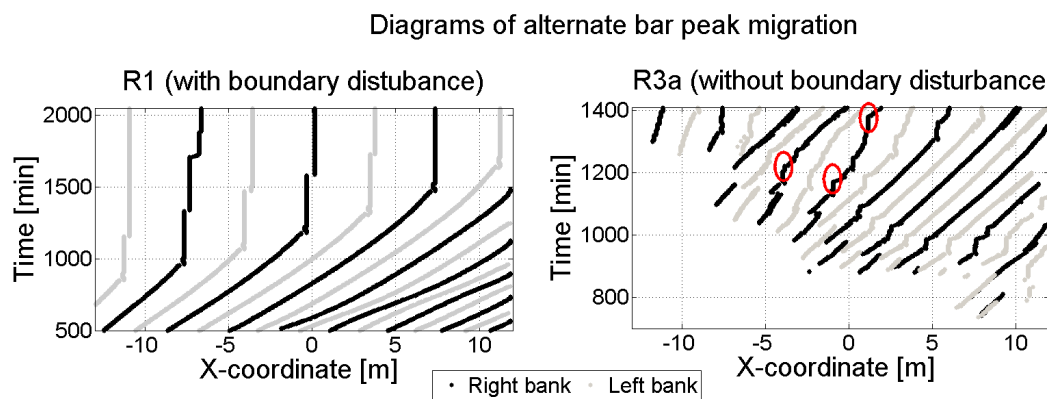 Diagrams of alternate bar peak migration
R1 (with boundary distubance)
R3a (without boundary disturbance
2000
1500
1000
500
Time [min]
-10
-5
0
5
10
X-coordinate [m]
1400
1200
1000
800
Time [min]
-10
-5
0
5
10
X-coordinate [m]
Right bank
Left bank